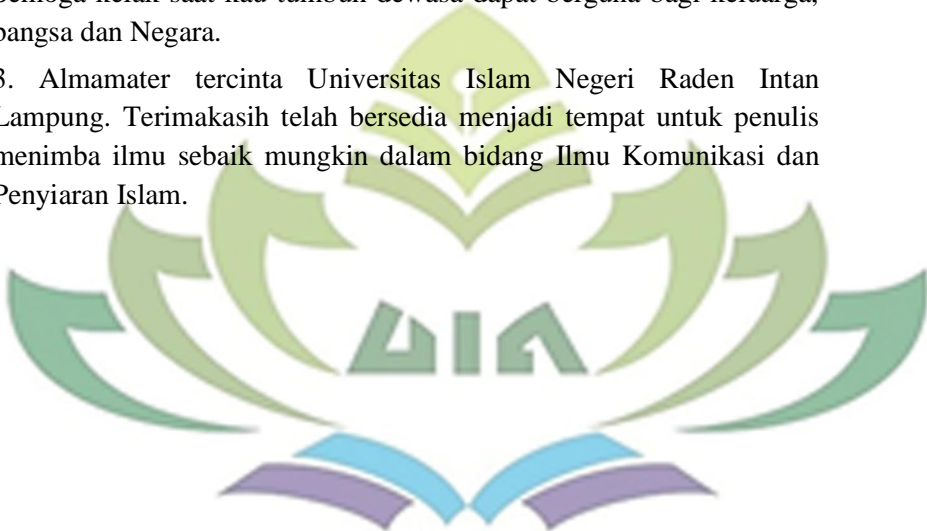 bangsa dan Negara.
3. Almamater tercinta Universitas Islam Negeri Raden Intan
Lampung. Terimakasih telah bersedia menjadi tempat untuk penulis
menimba ilmu sebaik mungkin dalam bidang Ilmu Komunikasi dan
Penyiaran Islam.